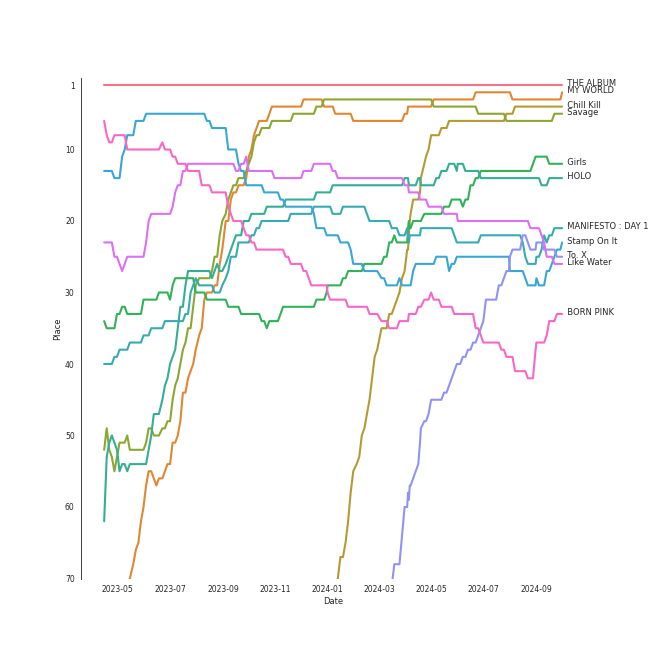 1
10
20
30
40
50
60
70
Place
2023-05
2023-07
2023-09
2023-11
2024-01
2024-03
2024-05
2024-07
2024-09
Date
THE ALBUM
MY WORLD
Chill Kill
Savage
Girls
HOLO
MANIFESTO : DAY 1
Stamp On It
To. X
Like Water
BORN PINK